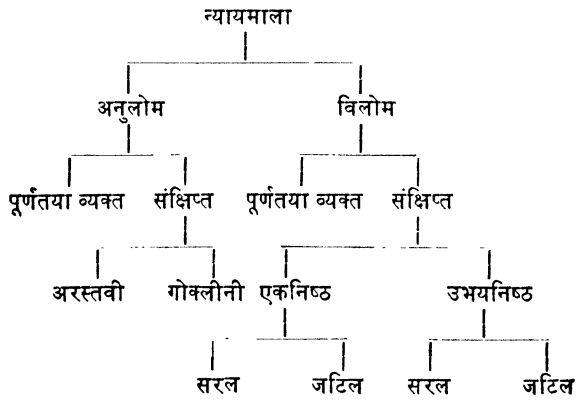 न्यायमाला
अनुलोम विलोम
पूर्णतया व्यक्त संक्षिप्त पूर्णतया व्यक्त संक्षिप्त
अरस्तवी गोक्लीनी एकनिष्ठ उभयनिष्ठ
सरल जटिल सरल जटिल